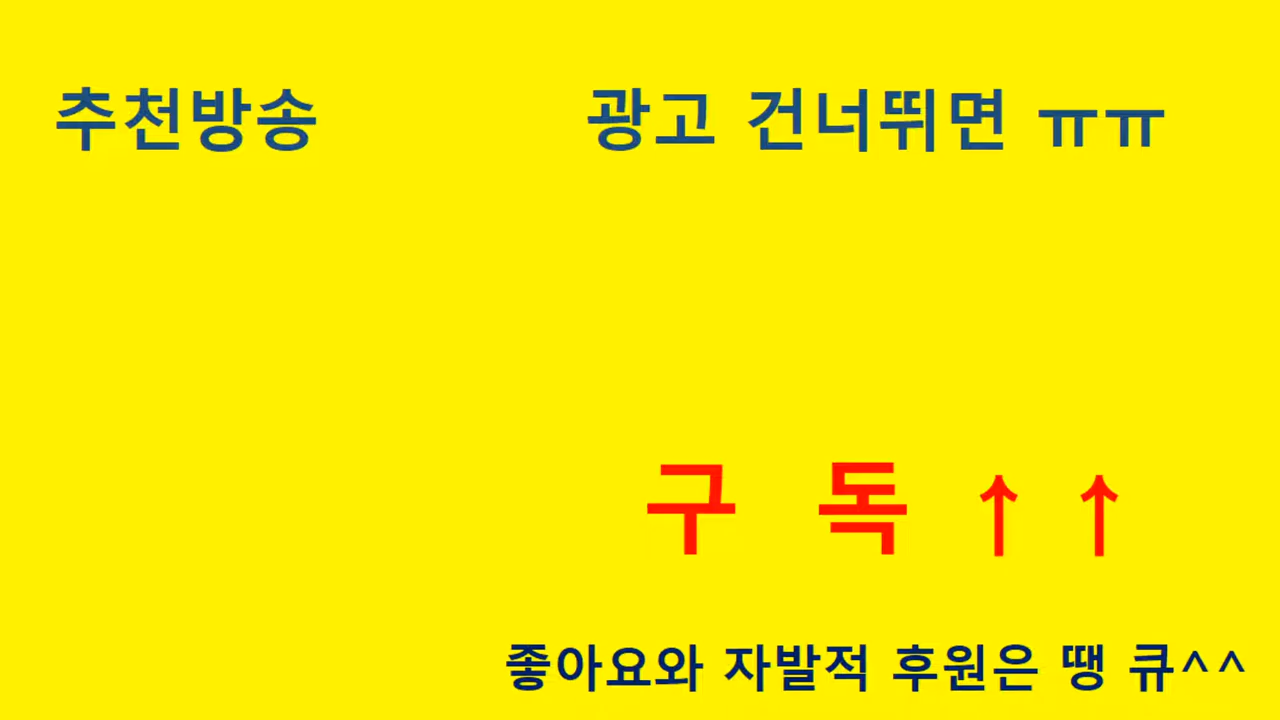 추천방송
광고 건너뛰면 ㅠㅠ
구 독 ↑ ↑
좋아요와 자발적 후원은 땡 큐^^